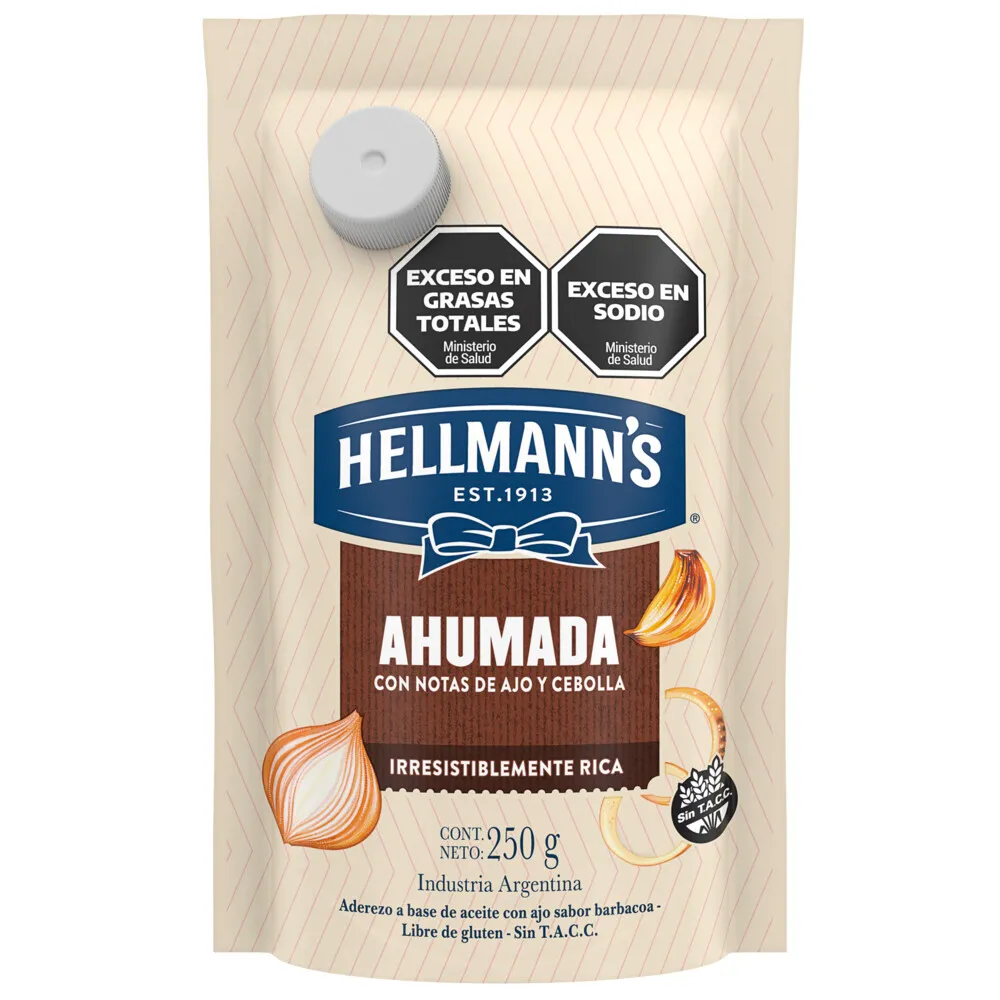 EXCESO EN
GRASAS
TOTALES
Ministerio
de Salud
EXCESO EN
SODIO
Ministerio
de Salud
HELLMANN'S
EST.1913
®
AHUMADA
CON NOTAS DE AJO Y CEBOLLA
IRRESISTIBLEMENTE RICA
Sin T.A.C.C.
CONT.
NETO: 250 g
Industria Argentina
Aderezo a base de aceite con ajo sabor barbacoa -
Libre de gluten - Sin T.A.C.C.